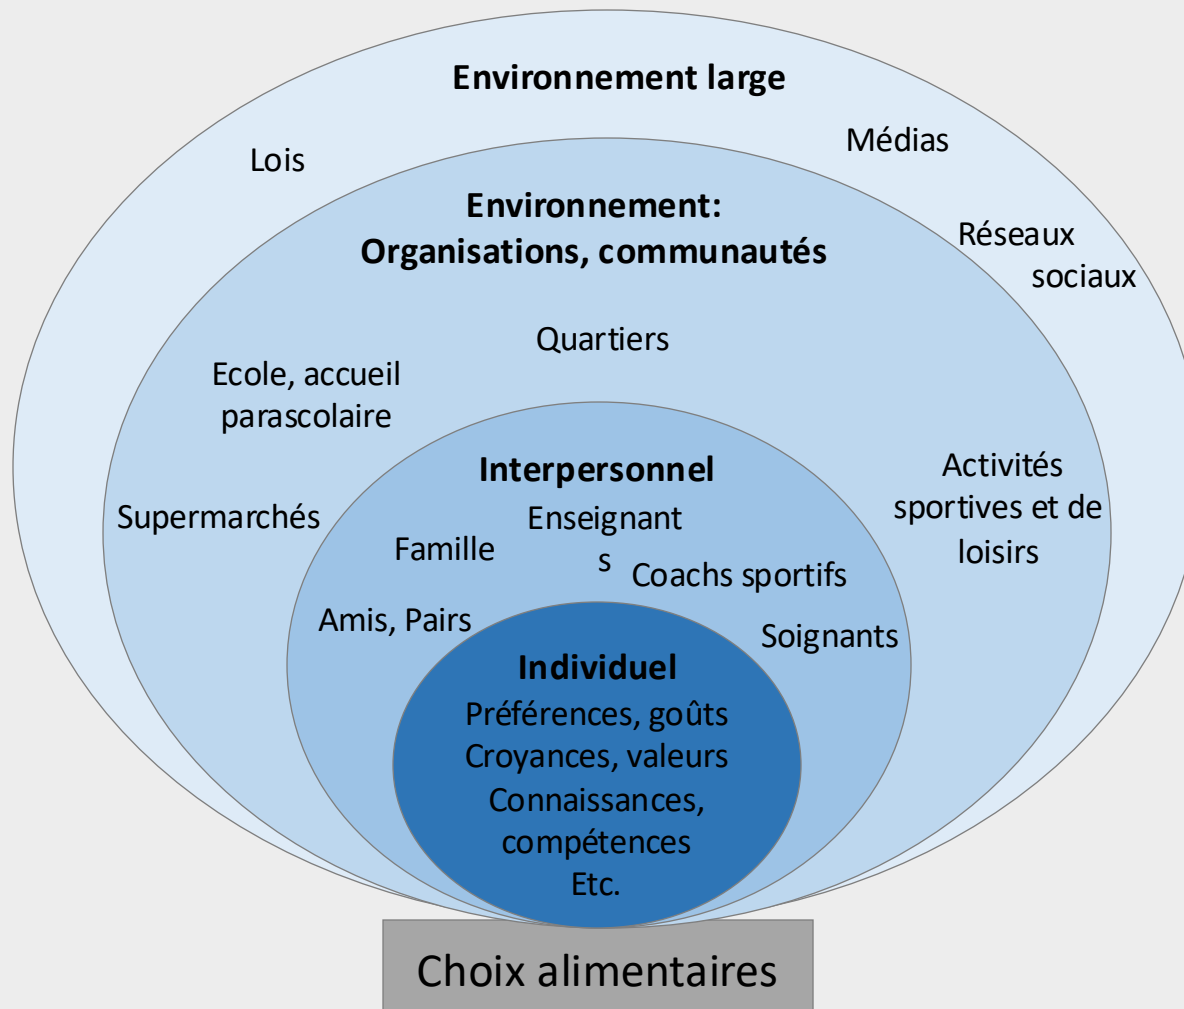 Environnement large
Lois
Médias
Environnement:
Organisations, communautés
Réseaux
sociaux
Quartiers
Ecole, accueil
parascolaire
Supermarchés
Activités
sportives et de
loisirs
Interpersonnel
Enseignant
s
Famille
Coachs sportifs
Amis, Pairs
Soignants
Individuel
Préférences, goûts
Croyances, valeurs
Connaissances,
compétences
Etc.
Choix alimentaires